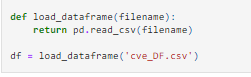 def load_dataframe(filename):
    return pd.read_csv(filename)
df = load_dataframe('cve_DF.csv')